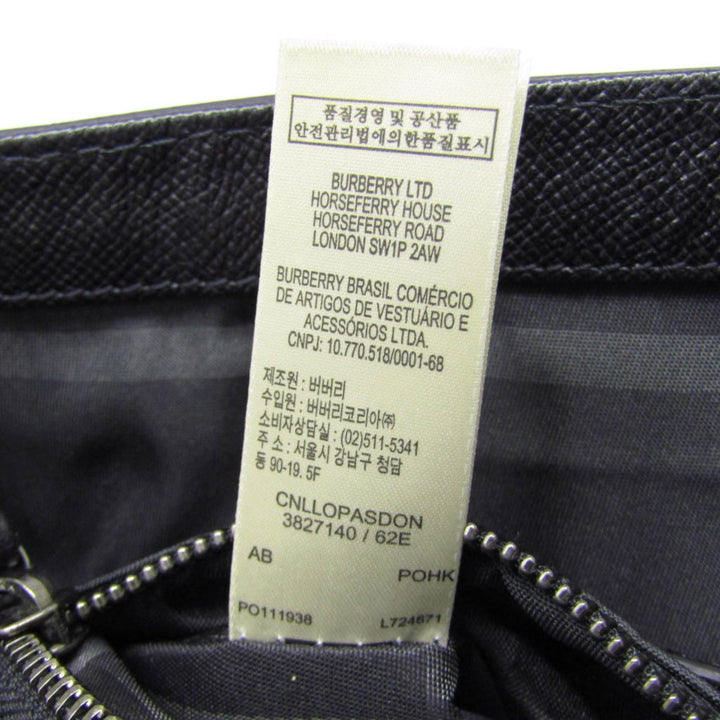 품질경영 및 공산품
안전관리법에의한품질표시
BURBERRY LTD
HORSEFERRY HOUSE
HORSEFERRY ROAD
LONDON SW1P 2AW
BURBERRY BRASIL COMÉRCIO
DE ARTIGOS DE VESTUÁRIO E
ACESSÓRIOS LTDA.
CNPJ: 10.770.518/0001-68
제조원 : 버버리
수입원 : 버버리코리아㈜
소비자상담실 : (02)511-5341
주 소 : 서울시 강남구 청담
동 90-19. 5F
CNLLOPASDON
3827140 / 62E
AB
POHK
PO111938
L724671